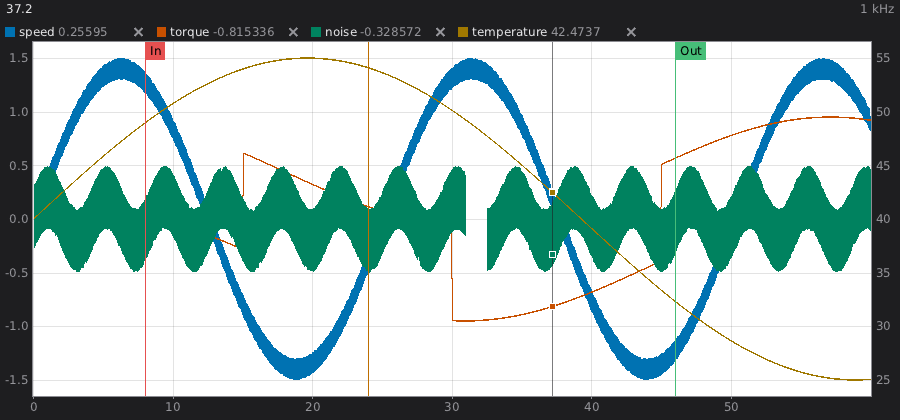 37.2 1 kHz
speed 0.25595 × torque -0.815336 × noise -0.328572 × temperature 42.4737 ×
In Out
1.5 55
1.0 50
0.5 45
0.0 40
-0.5 35
-1.0 30
-1.5 25
0 10 20 30 40 50